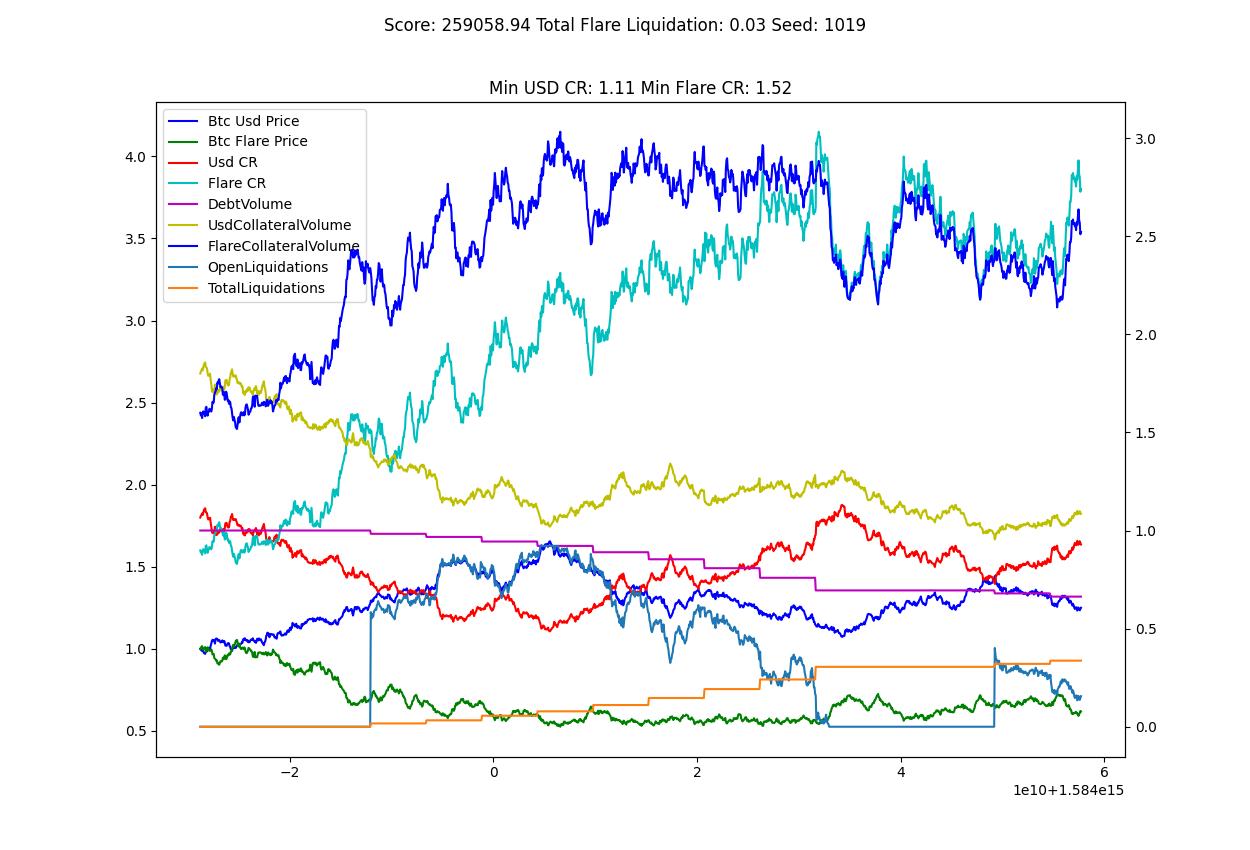 Score: 259058.94 Total Flare Liquidation: 0.03 Seed: 1019
Min USD CR: 1.11 Min Flare CR: 1.52
Btc Usd Price
Btc Flare Price
Usd CR
Flare CR
DebtVolume
UsdCollateralVolume
FlareCollateralVolume
OpenLiquidations
TotalLiquidations
4.0
3.5
3.0
2.5
2.0
1.5
1.0
0.5
3.0
2.5
2.0
1.5
1.0
0.5
0.0
−2 0 2 4 6
1e10+1.584e15